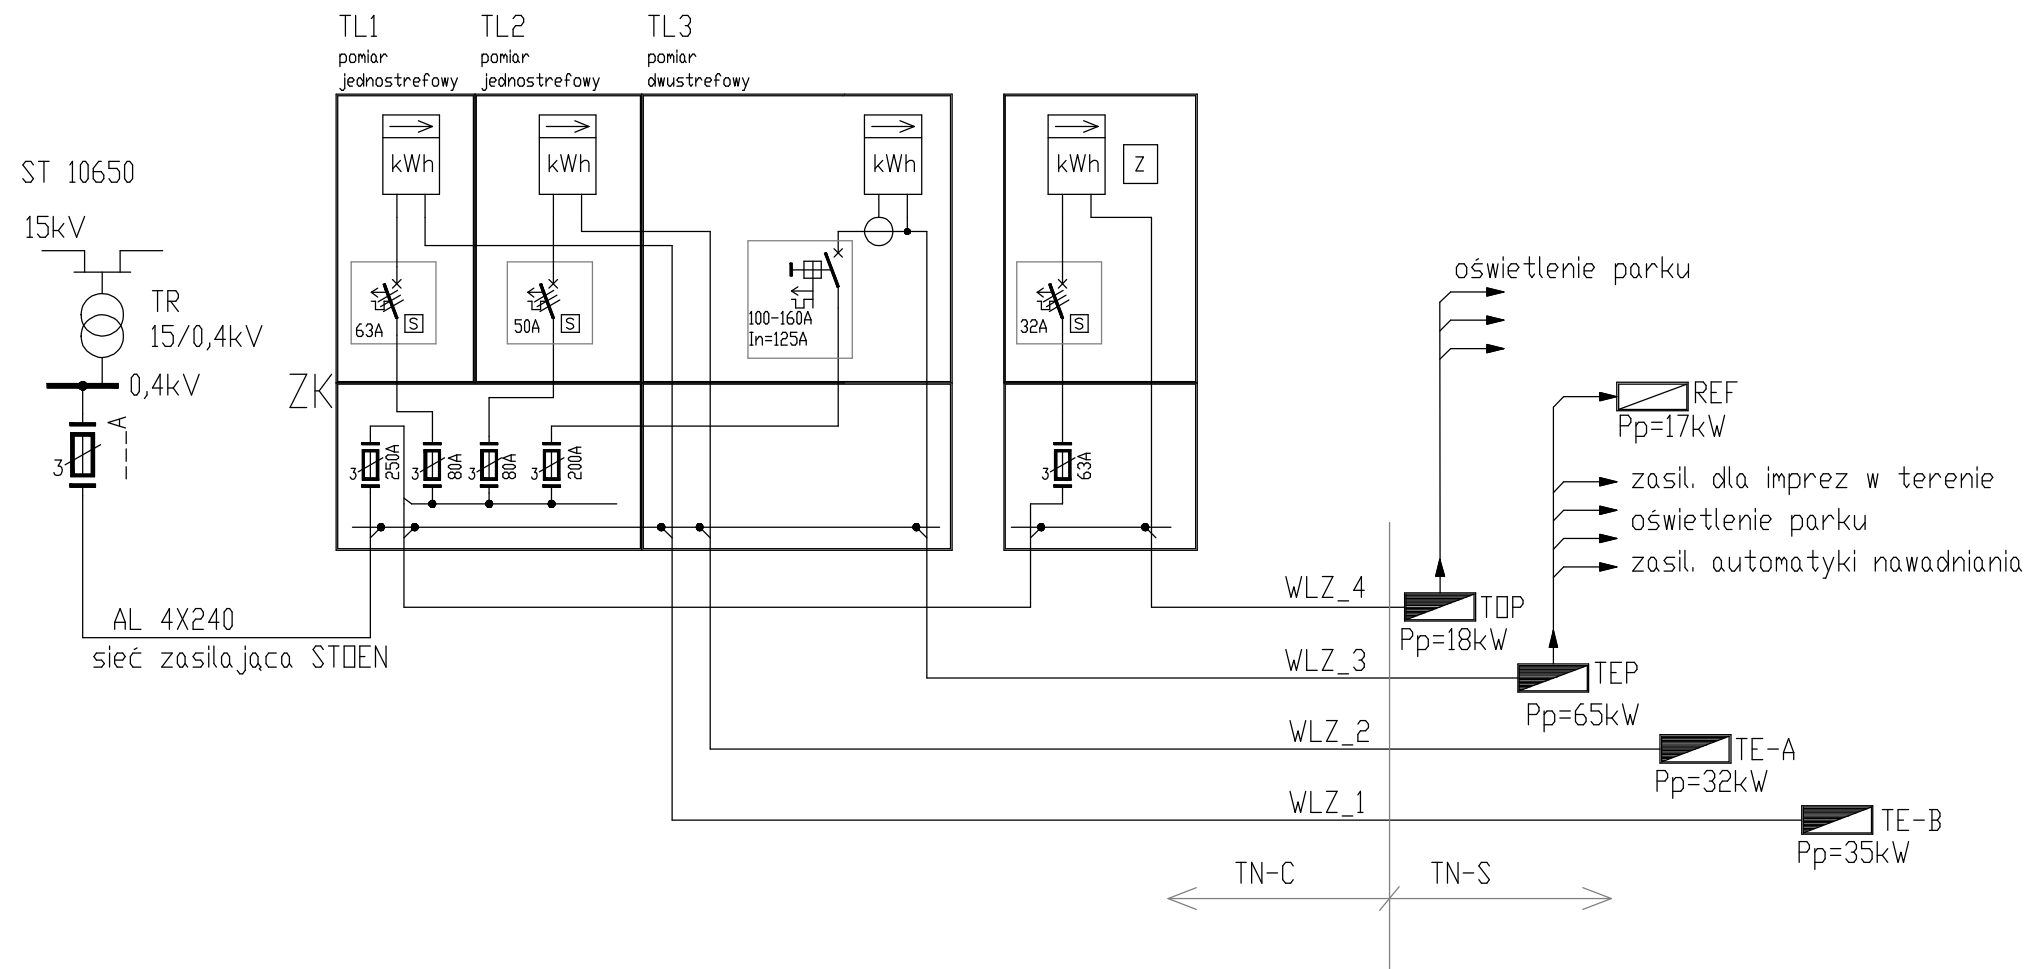 TL1
pomiar
jednostrefowy
TL2
pomiar
jednostrefowy
TL3
pomiar
dwustrefowy
kWh
kWh
kWh
kWh
Z
ST 10650
15kV
TR
15/0,4kV
0,4kV
A
3
63A
S
50A
S
100-160A
In=125A
32A
S
ZK
3
250A
3
80A
3
80A
3
200A
3
63A
AL 4X240
sieć zasilająca STOEN
oświetlenie parku
REF
Pp=17kW
zasil. dla imprez w terenie
oświetlenie parku
zasil. automatyki nawadniania
WLZ_4
TOP
Pp=18kW
WLZ_3
TEP
Pp=65kW
WLZ_2
TE-A
Pp=32kW
WLZ_1
TE-B
Pp=35kW
TN-C
TN-S